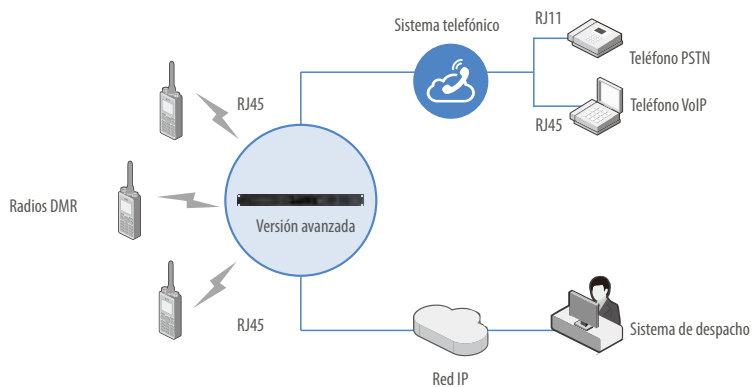 Sistema telefónico
RJ11
Teléfono PSTN
RJ45
Teléfono VoIP
RJ45
Radios DMR
Versión avanzada
RJ45
Sistema de despacho
Red IP